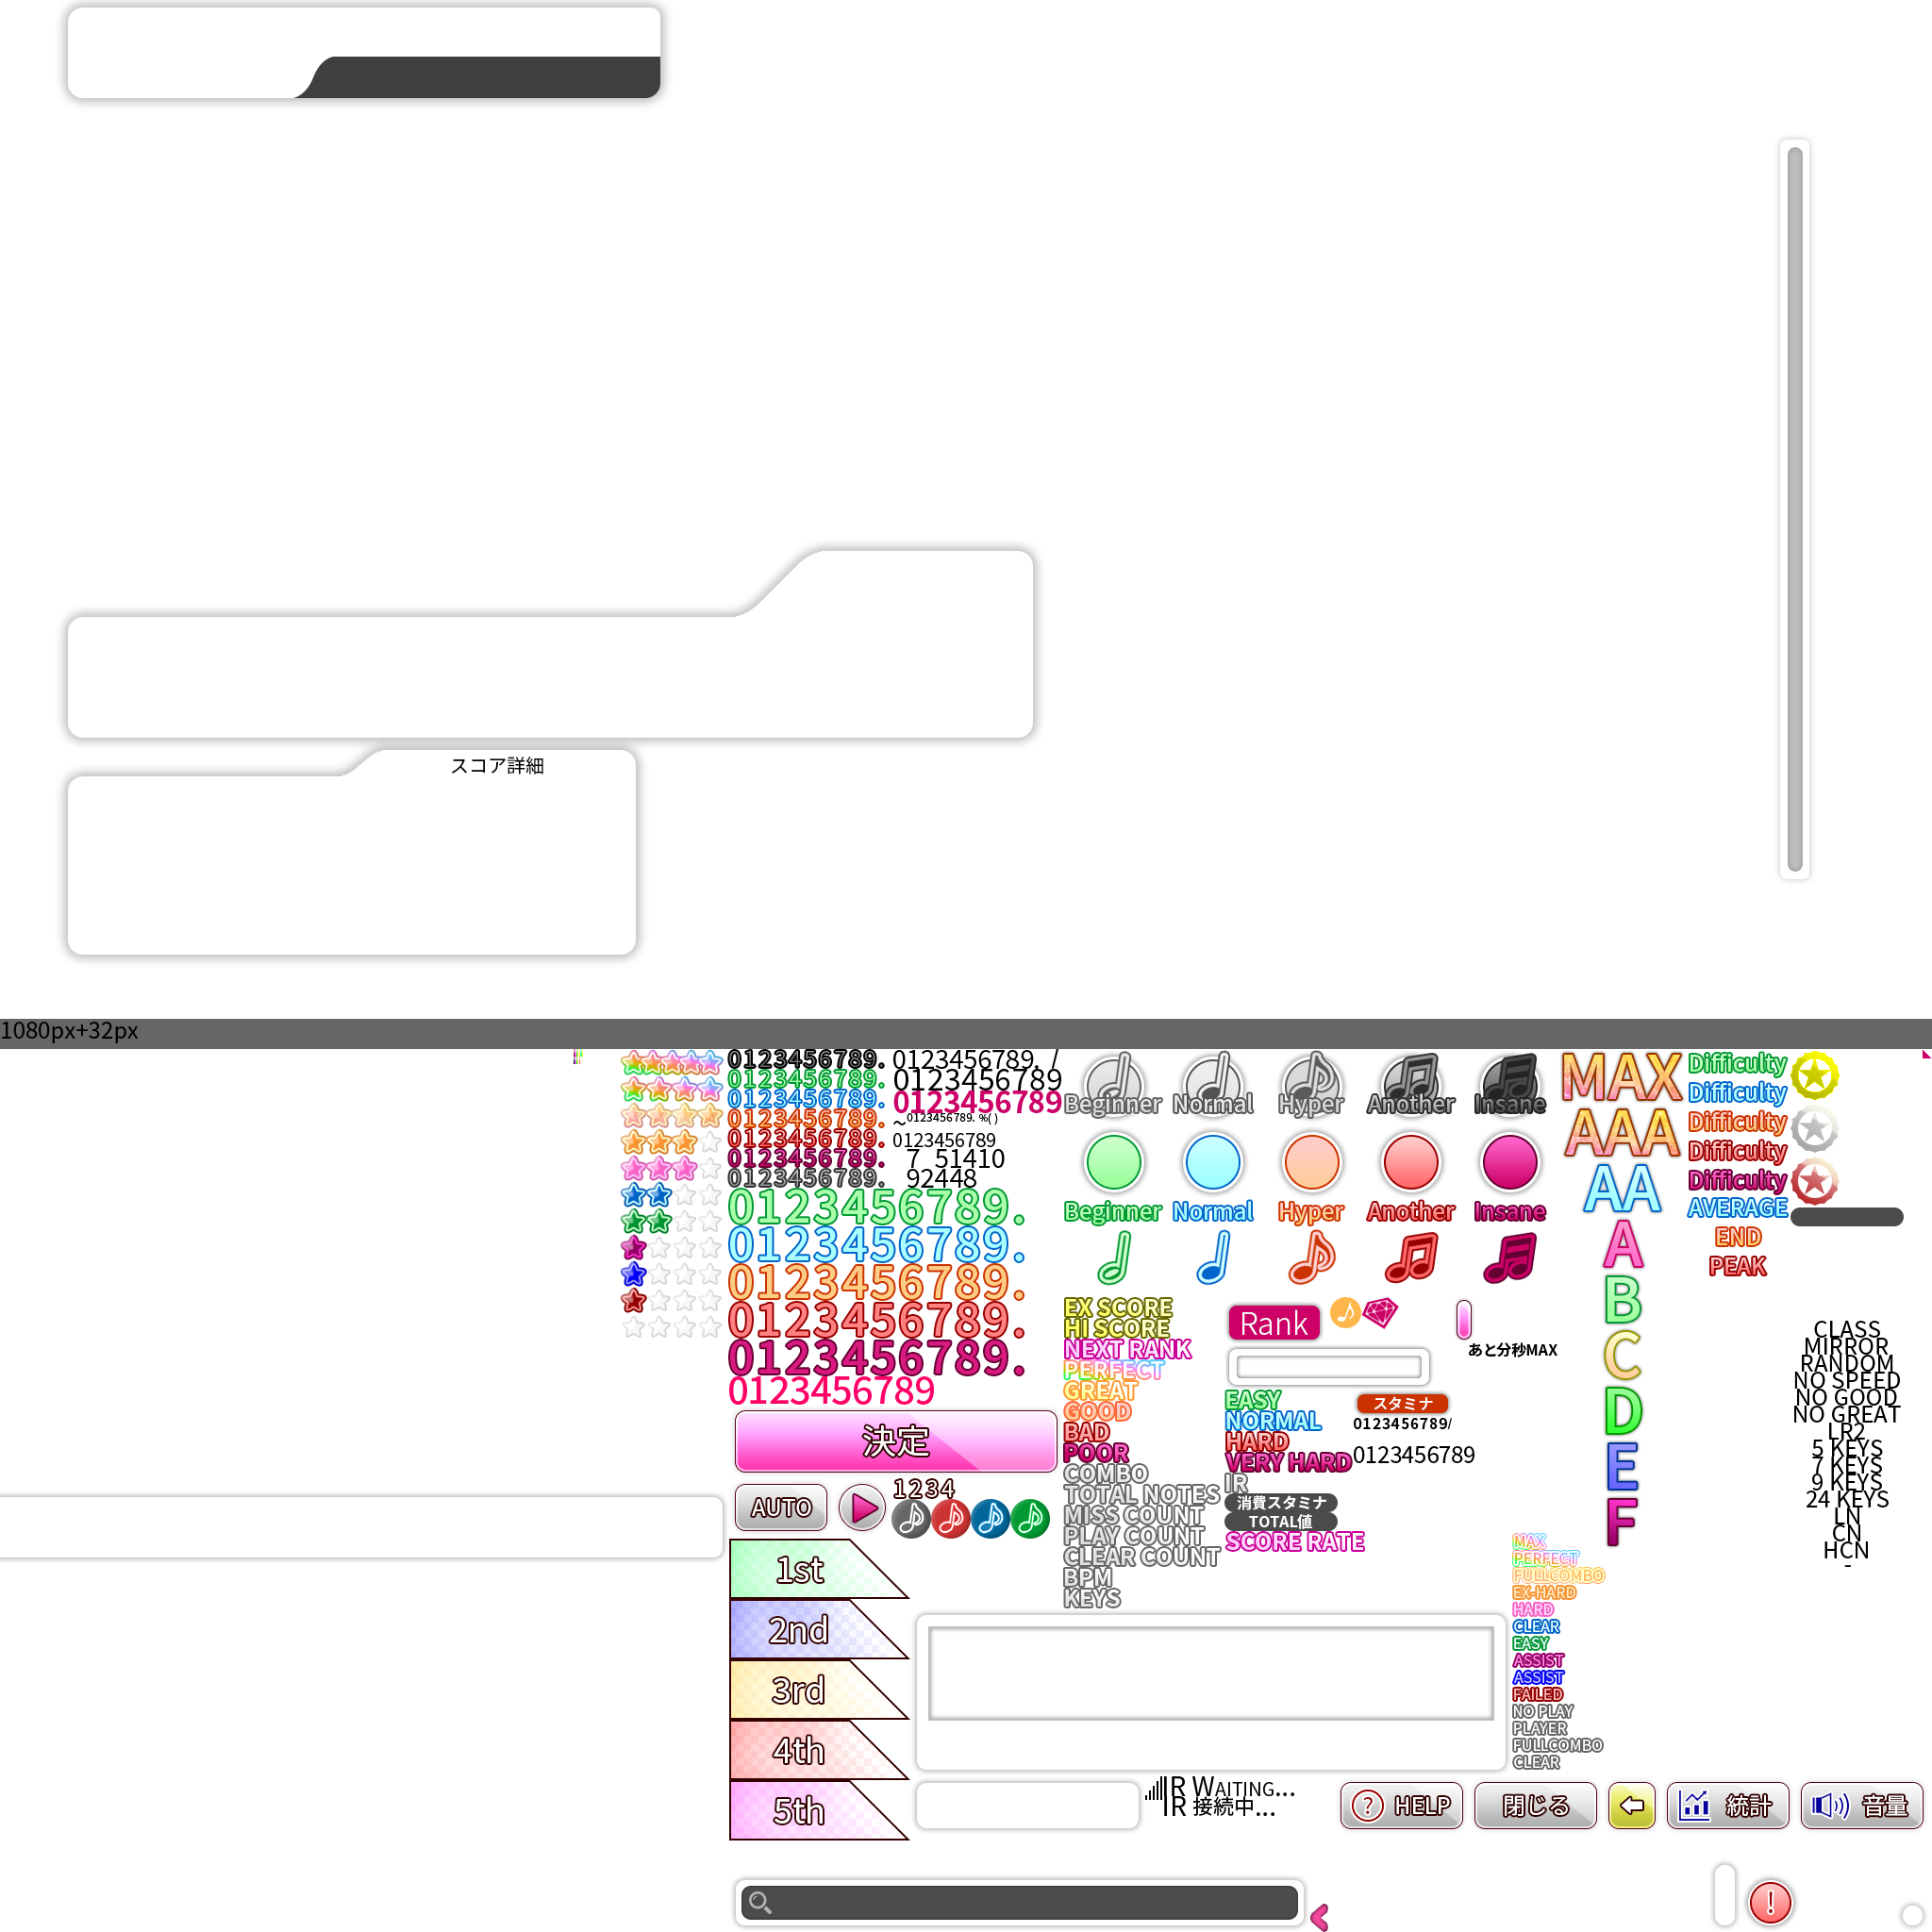 スコア詳細
1080px+32px
0123456789.
0123456789.
0123456789.
0123456789.
0123456789.
0123456789.
0123456789.
0123456789. /
0123456789
0123456789
~0123456789. %( )
0123456789
7 51410
92448
0123456789.
0123456789.
0123456789.
0123456789.
0123456789.
0123456789
決定
AUTO
1234
1st
2nd
3rd
4th
5th
Beginner Normal Hyper Another Insane
Beginner Normal Hyper Another Insane
EX SCORE
HI SCORE
NEXT RANK
PERFECT
GREAT
GOOD
BAD
POOR
COMBO
TOTAL NOTES
MISS COUNT
PLAY COUNT
CLEAR COUNT
BPM
KEYS
Rank
あと分秒MAX
EASY
NORMAL
HARD
VERY HARD
IR
消費スタミナ
TOTAL値
SCORE RATE
スタミナ
0123456789/
0123456789
MAX
AAA
AA
A
B
C
D
E
F
Difficulty
Difficulty
Difficulty
Difficulty
Difficulty
AVERAGE
END
PEAK
CLASS
MIRROR
RANDOM
NO SPEED
NO GOOD
NO GREAT
LR2
5 KEYS
7 KEYS
9 KEYS
24 KEYS
LN
CN
HCN
-
MAX
PERFECT
FULLCOMBO
EX-HARD
HARD
CLEAR
EASY
ASSIST
ASSIST
FAILED
NO PLAY
PLAYER
FULLCOMBO
CLEAR
IR WAITING...
IR 接続中...
? HELP
閉じる
統計
音量
!